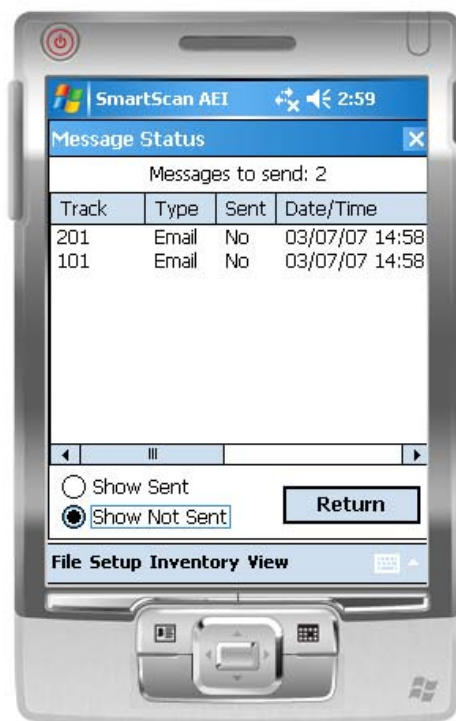 SmartScan AEI 2:59
Message Status
Messages to send: 2
Track Type Sent Date/Time
201 Email No 03/07/07 14:58
101 Email No 03/07/07 14:58
Show Sent
Show Not Sent
Return
File Setup Inventory View